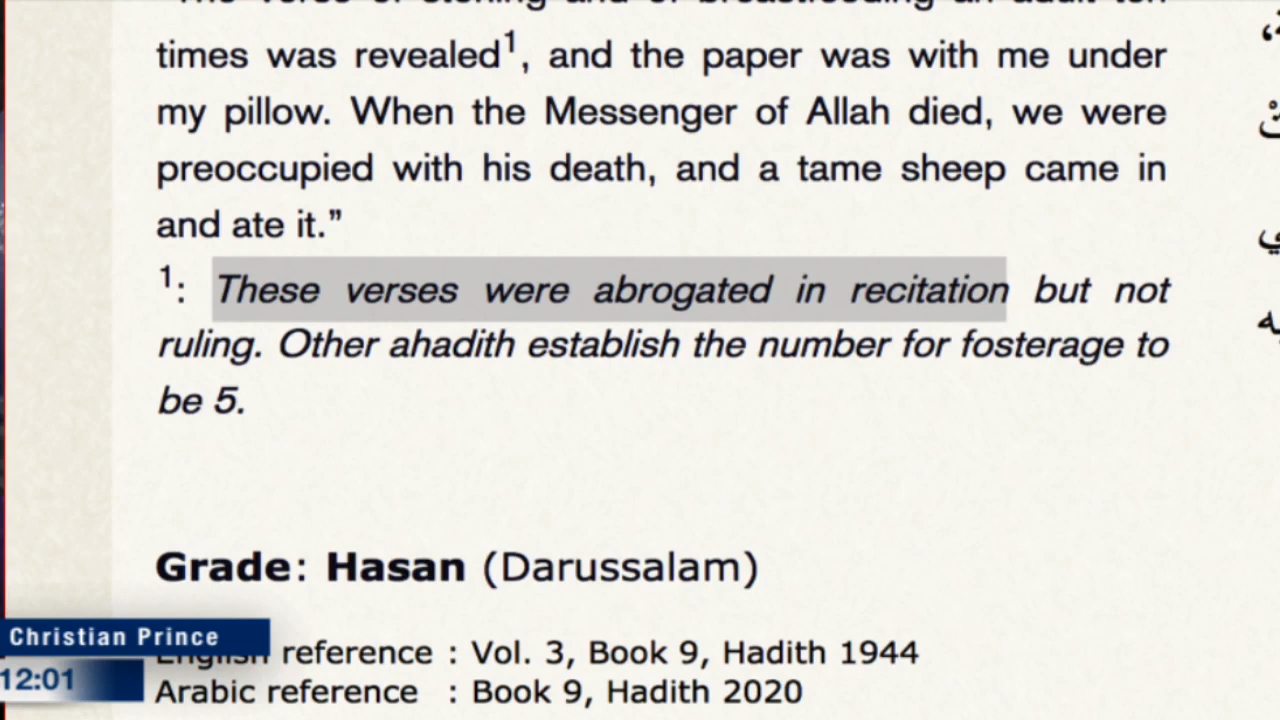 times was revealed¹, and the paper was with me under
my pillow. When the Messenger of Allah died, we were
preoccupied with his death, and a tame sheep came in
and ate it.”
¹: These verses were abrogated in recitation but not
ruling. Other ahadith establish the number for fosterage to
be 5.
Grade: Hasan (Darussalam)
Christian Prince
English reference : Vol. 3, Book 9, Hadith 1944
12:01
Arabic reference : Book 9, Hadith 2020